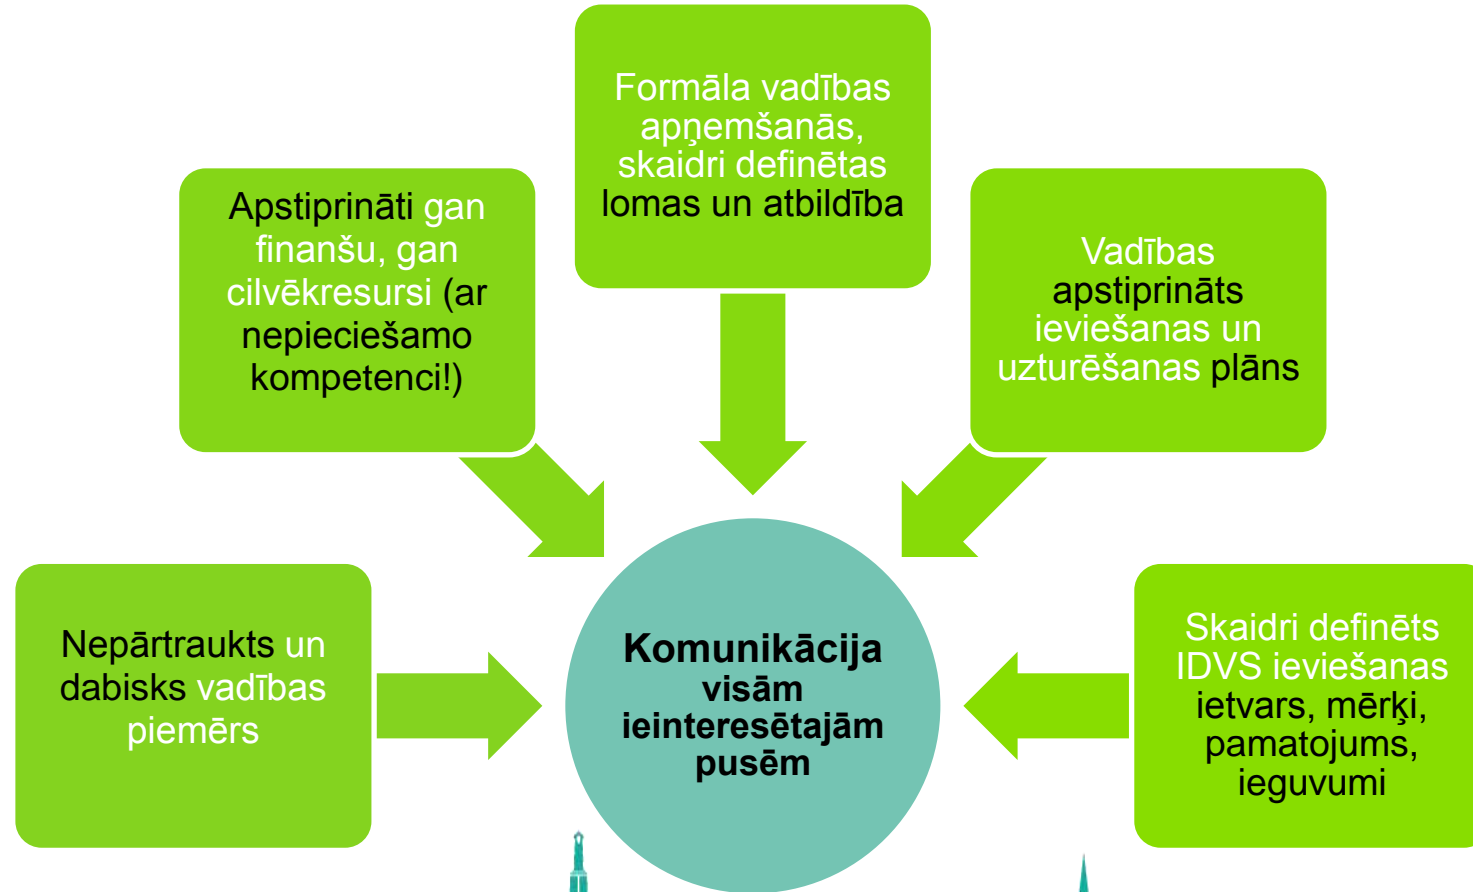 Formāla vadības
apņemšanās,
skaidri definētas
lomas un atbildība
Apstiprināti gan
finanšu, gan
cilvēkresursi (ar
nepieciešamo
kompetenci!)
Vadības
apstiprināts
ieviešanas un
uzturēšanas plāns
Nepārtraukts un
dabisks vadības
piemērs
Komunikācija
visām
ieinteresētajām
pusēm
Skaidri definēts
IDVS ieviešanas
ietvars, mērķi,
pamatojums,
ieguvumi